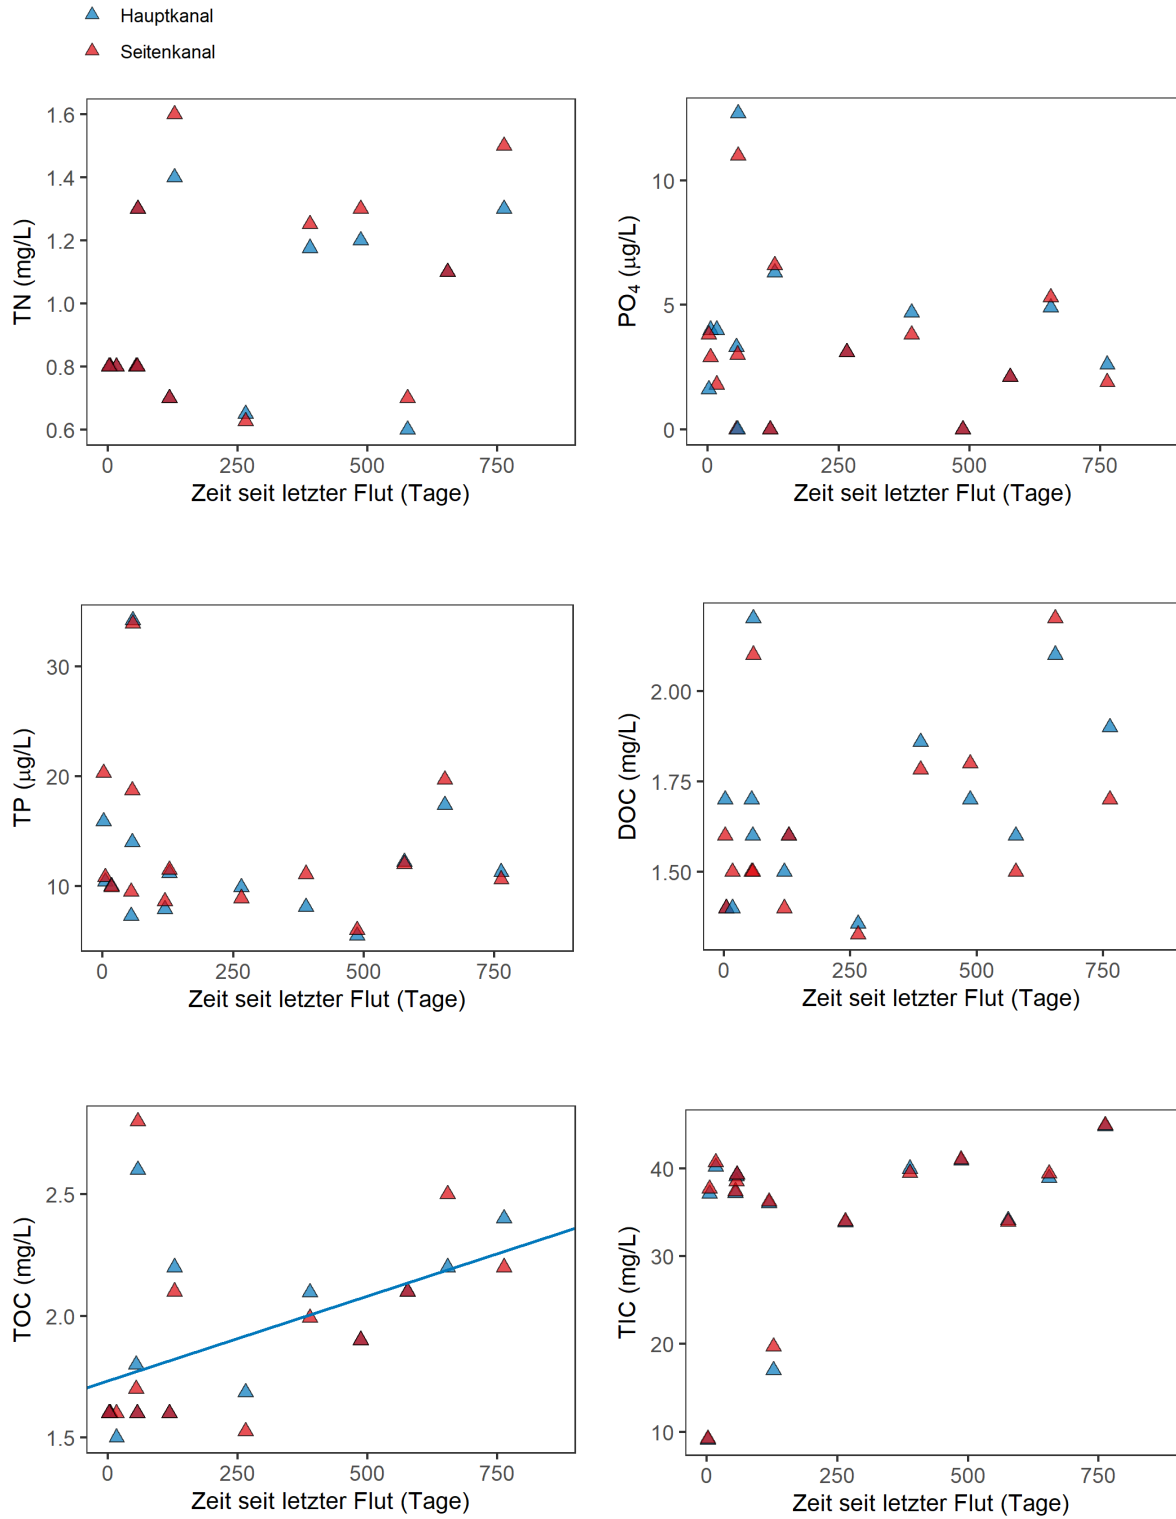 Hauptkanal
Seitenkanal
TN (mg/L)
1.6
1.4
1.2
1.0
0.8
0.6
0 250 500 750
Zeit seit letzter Flut (Tage)
PO₄ (µg/L)
10
5
0
0 250 500 750
Zeit seit letzter Flut (Tage)
TP (µg/L)
30
20
10
0 250 500 750
Zeit seit letzter Flut (Tage)
DOC (mg/L)
2.00
1.75
1.50
0 250 500 750
Zeit seit letzter Flut (Tage)
TOC (mg/L)
2.5
2.0
1.5
0 250 500 750
Zeit seit letzter Flut (Tage)
TIC (mg/L)
40
30
20
10
0 250 500 750
Zeit seit letzter Flut (Tage)